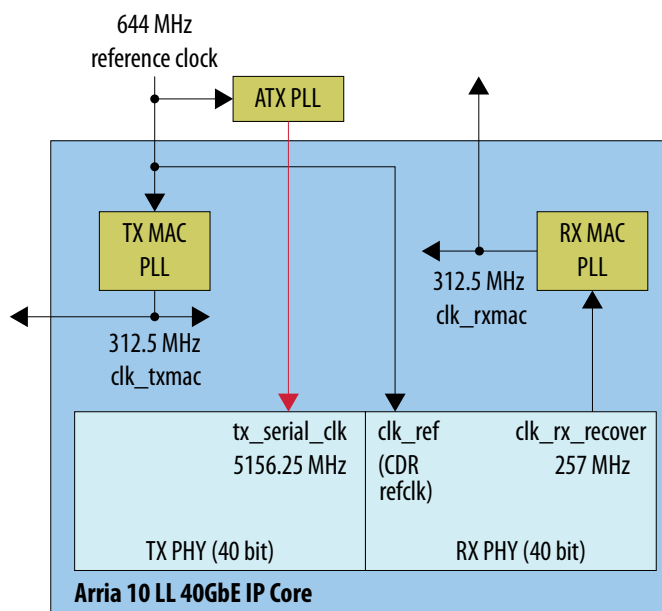 644 MHz
reference clock
ATX PLL
TX MAC
PLL
RX MAC
PLL
312.5 MHz
clk_rxmac
312.5 MHz
clk_txmac
tx_serial_clk
5156.25 MHz
clk_ref
(CDR
refclk)
clk_rx_recover
257 MHz
TX PHY (40 bit)
RX PHY (40 bit)
Arria 10 LL 40GbE IP Core